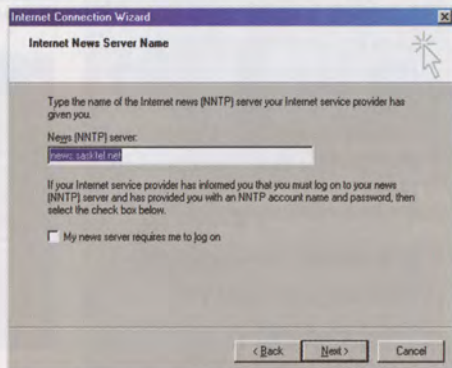 Internet Connection Wizard
Internet News Server Name
Type the name of the Internet news (NNTP) server your Internet service provider has
given you.
News (NNTP) server:
news.sasktel.net
If your Internet service provider has informed you that you must log on to your news
(NNTP) server and has provided you with an NNTP account name and password, then
select the check box below.
My news server requires me to log on
< Back
Next >
Cancel